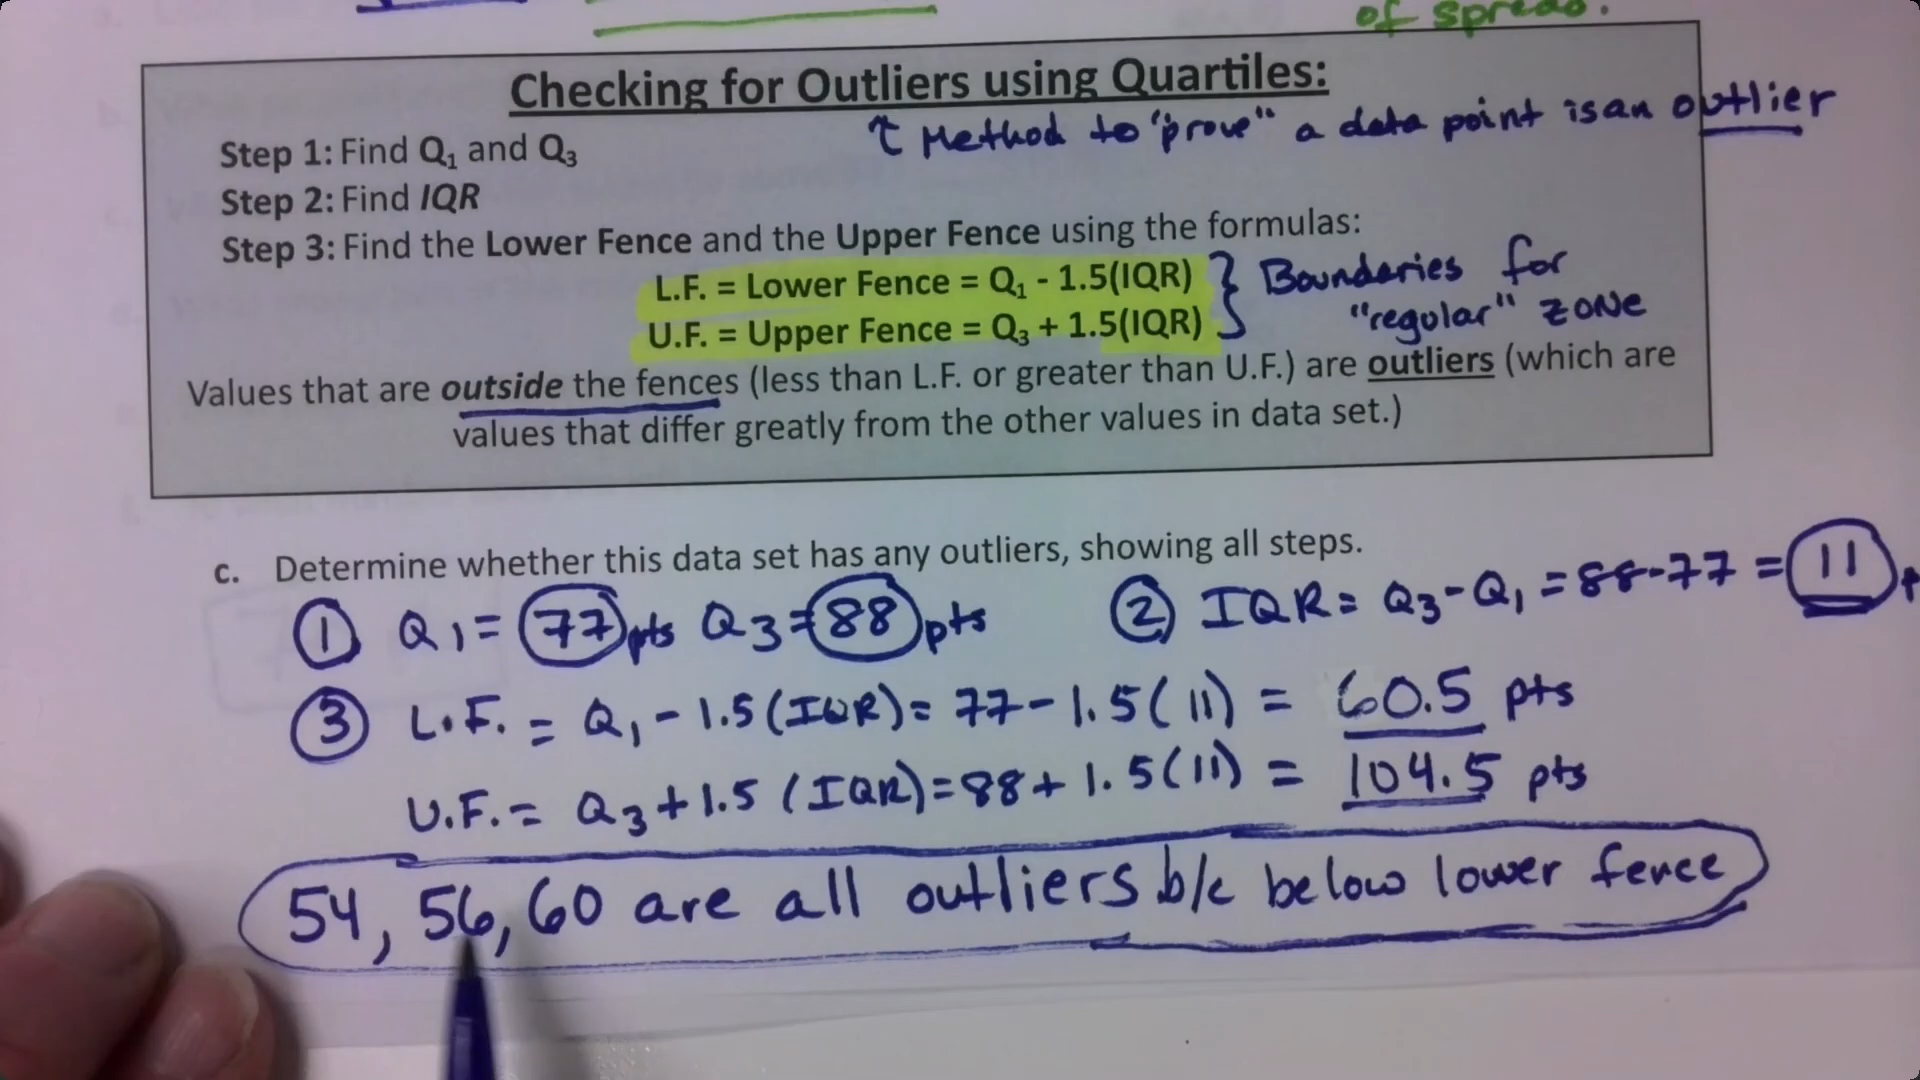 of spread.
Checking for Outliers using Quartiles:
↑ Method to "prove" a data point is an outlier
Step 1: Find Q₁ and Q₃
Step 2: Find IQR
Step 3: Find the Lower Fence and the Upper Fence using the formulas:
L.F. = Lower Fence = Q₁ - 1.5(IQR) } Boundaries for
U.F. = Upper Fence = Q₃ + 1.5(IQR) "regular" ZONE
Values that are outside the fences (less than L.F. or greater than U.F.) are outliers (which are
values that differ greatly from the other values in data set.)
c. Determine whether this data set has any outliers, showing all steps.
① Q₁ = 77 pts Q₃ = 88 pts ② IQR = Q₃ - Q₁ = 88-77 = 11
③ L.F. = Q₁ - 1.5(IQR) = 77 - 1.5(11) = 60.5 pts
U.F. = Q₃ + 1.5 (IQR) = 88 + 1.5(11) = 104.5 pts
54, 56, 60 are all outliers b/c below lower fence